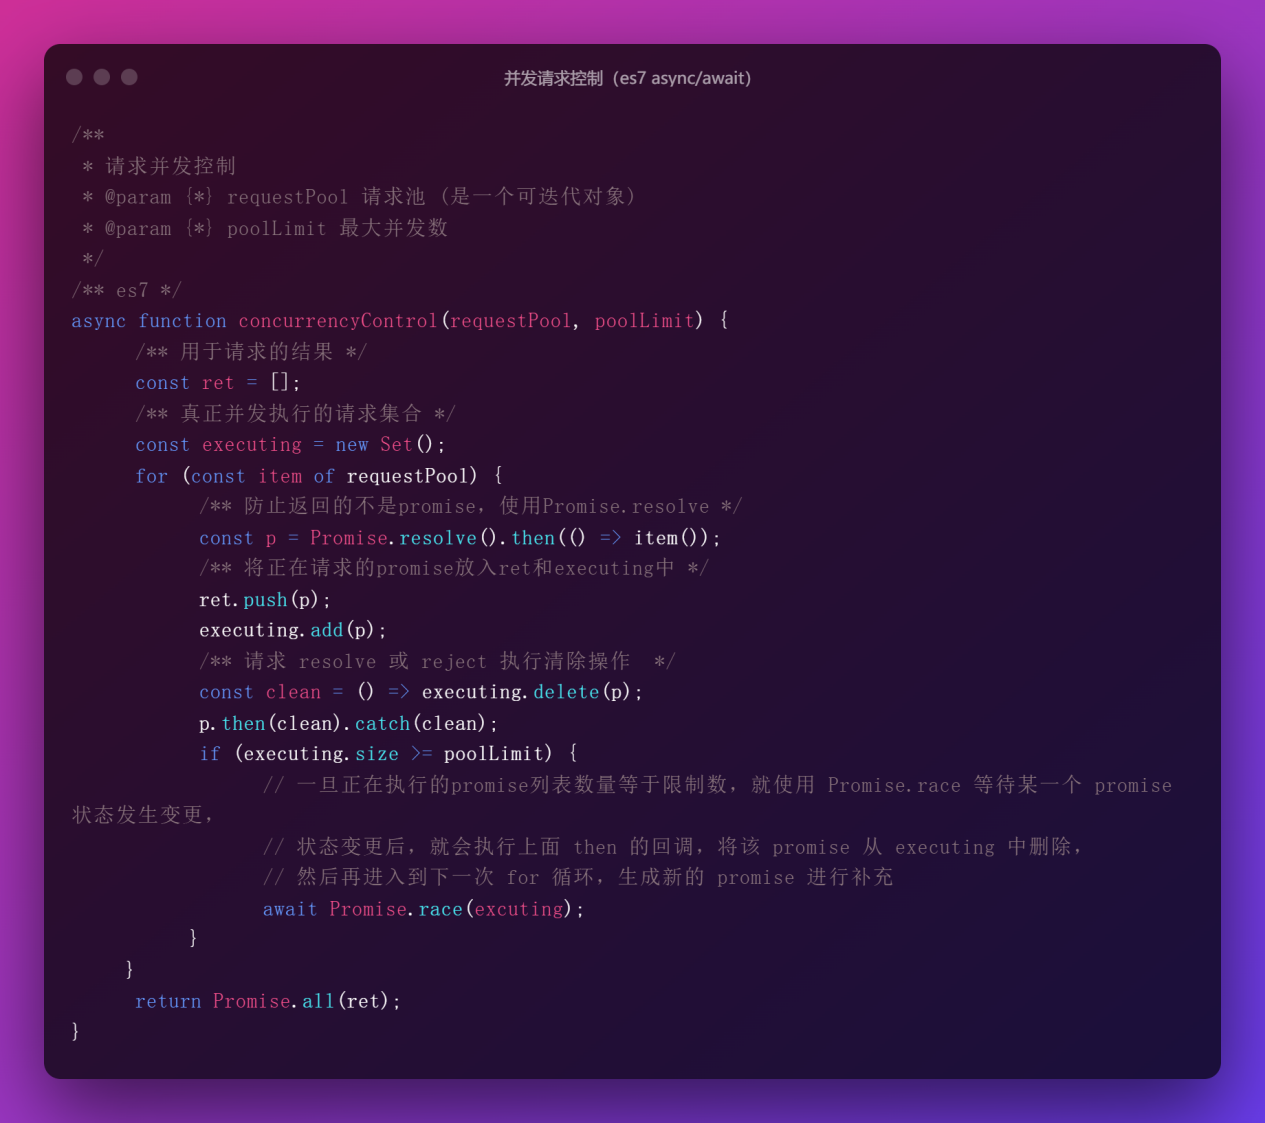 并发请求控制（es7 async/await）
/**
 * 请求并发控制
 * @param {*} requestPool 请求池 (是一个可迭代对象)
 * @param {*} poolLimit 最大并发数
 */
/** es7 */
async function concurrencyControl(requestPool, poolLimit) {
      /** 用于请求的结果 */
      const ret = [];
      /** 真正并发执行的请求集合 */
      const executing = new Set();
      for (const item of requestPool) {
            /** 防止返回的不是promise，使用Promise.resolve */
            const p = Promise.resolve().then(() => item());
            /** 将正在请求的promise放入ret和executing中 */
            ret.push(p);
            executing.add(p);
            /** 请求 resolve 或 reject 执行清除操作  */
            const clean = () => executing.delete(p);
            p.then(clean).catch(clean);
            if (executing.size >= poolLimit) {
                  // 一旦正在执行的promise列表数量等于限制数，就使用 Promise.race 等待某一个 promise
状态发生变更，
                  // 状态变更后，就会执行上面 then 的回调，将该 promise 从 executing 中删除，
                  // 然后再进入到下一次 for 循环，生成新的 promise 进行补充
                  await Promise.race(excuting);
           }
     }
      return Promise.all(ret);
}